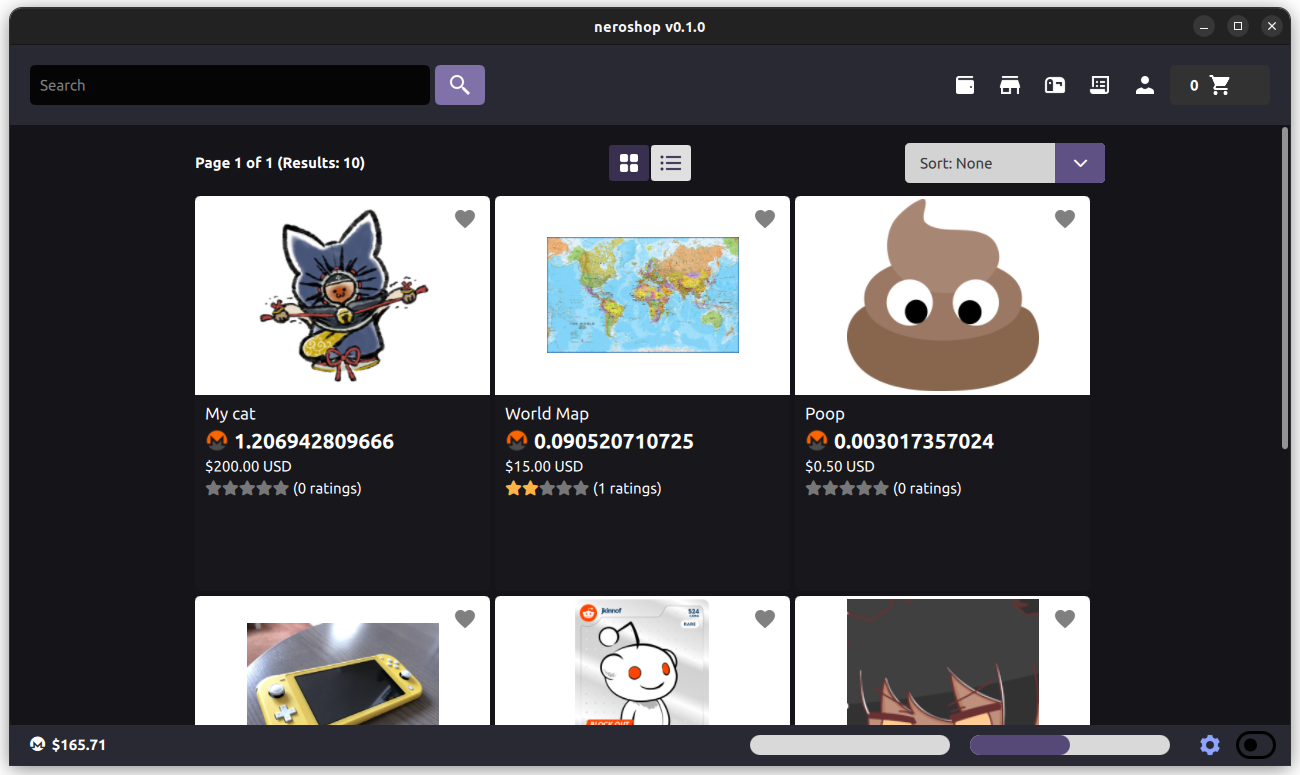 neroshop v0.1.0
Search
0
Page 1 of 1 (Results: 10)
Sort: None
My cat
1.206942809666
$200.00 USD
(0 ratings)
World Map
0.090520710725
$15.00 USD
(1 ratings)
Poop
0.003017357024
$0.50 USD
(0 ratings)
jkinnof
524
RARE
BLOCK OUT
$165.71